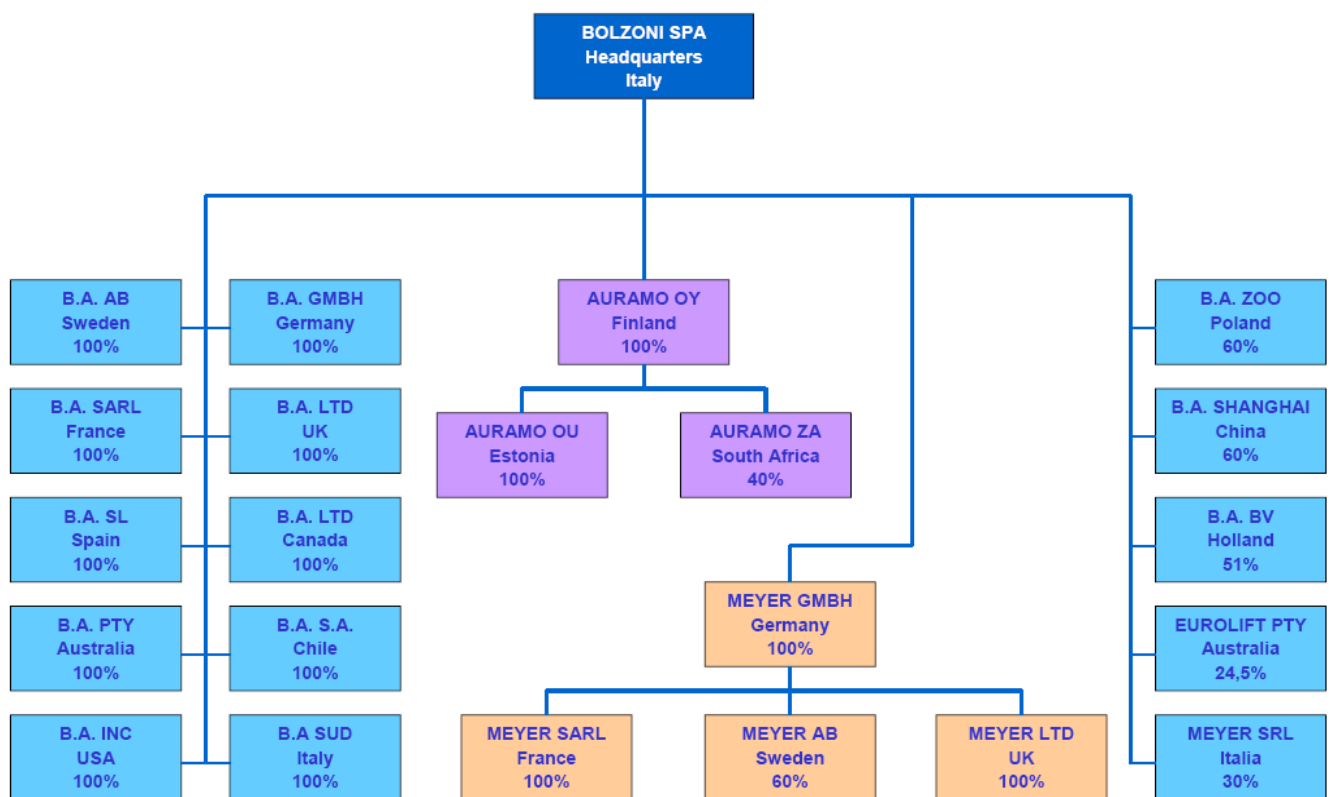 BOLZONI SPA
Headquarters
Italy
B.A. AB
Sweden
100%
B.A. GMBH
Germany
100%
AURAMO OY
Finland
100%
B.A. ZOO
Poland
60%
B.A. SARL
France
100%
B.A. LTD
UK
100%
AURAMO OU
Estonia
100%
AURAMO ZA
South Africa
40%
B.A. SHANGHAI
China
60%
B.A. SL
Spain
100%
B.A. LTD
Canada
100%
B.A. BV
Holland
51%
B.A. PTY
Australia
100%
B.A. S.A.
Chile
100%
MEYER GMBH
Germany
100%
EUROLIFT PTY
Australia
24,5%
B.A. INC
USA
100%
B.A SUD
Italy
100%
MEYER SARL
France
100%
MEYER AB
Sweden
60%
MEYER LTD
UK
100%
MEYER SRL
Italia
30%